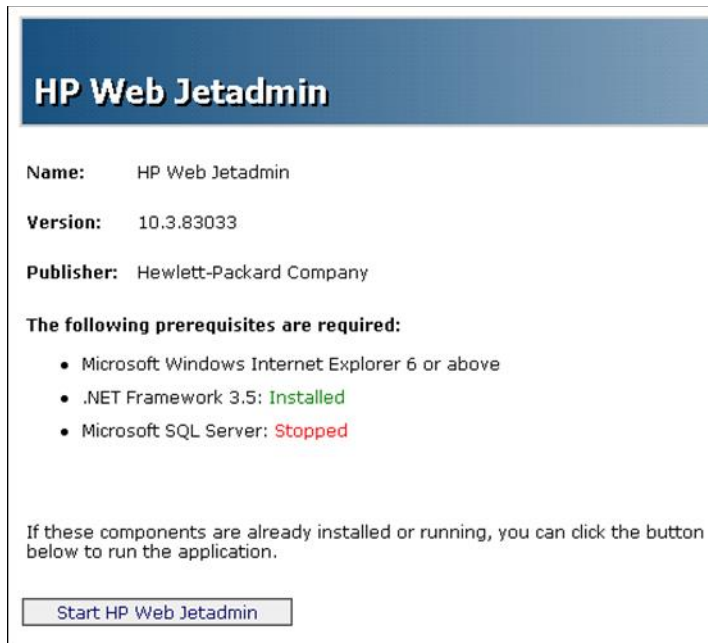 HP Web Jetadmin
Name: HP Web Jetadmin
Version: 10.3.83033
Publisher: Hewlett-Packard Company
The following prerequisites are required:
• Microsoft Windows Internet Explorer 6 or above
• .NET Framework 3.5: Installed
• Microsoft SQL Server: Stopped
If these components are already installed or running, you can click the button
below to run the application.
Start HP Web Jetadmin